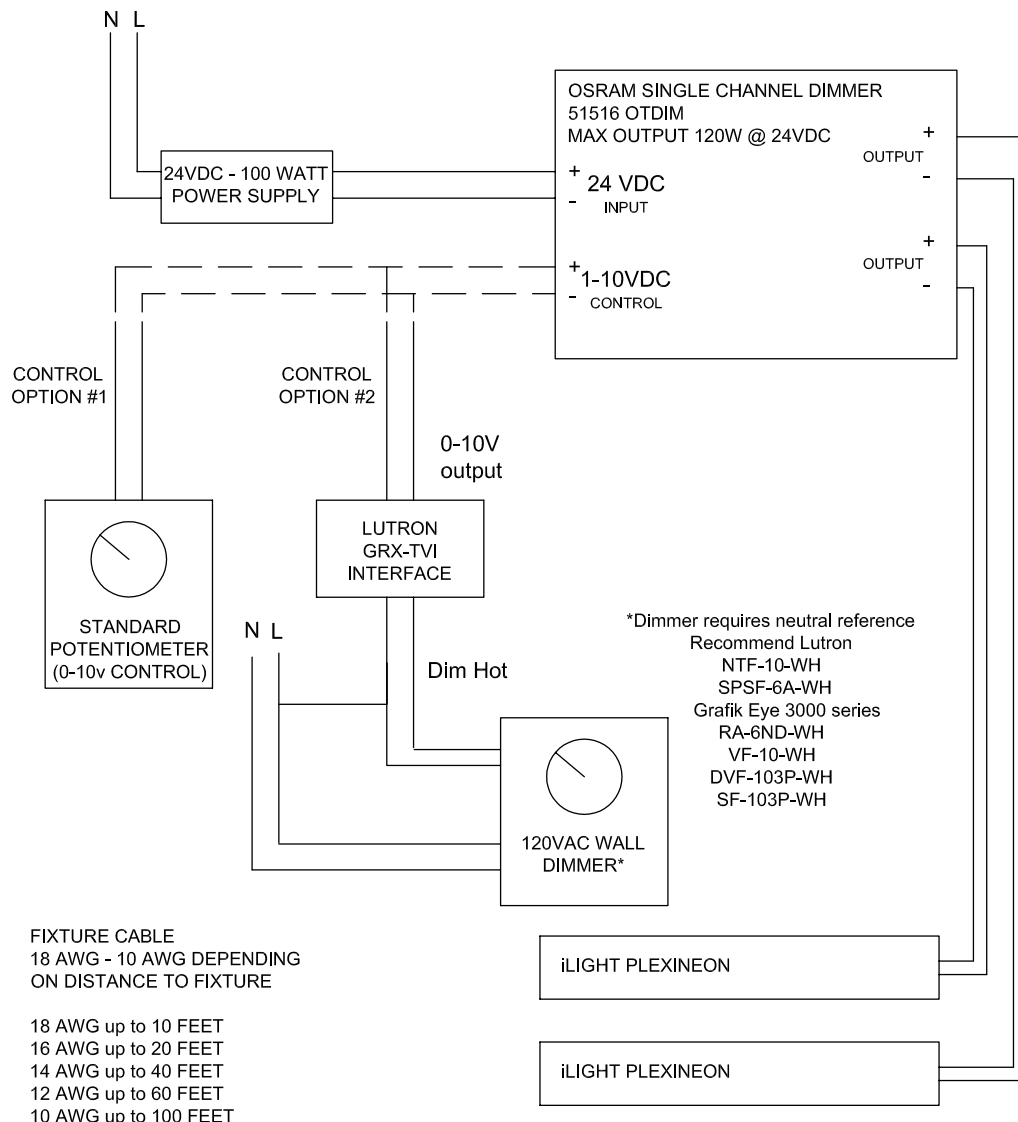 N L
OSRAM SINGLE CHANNEL DIMMER
51516 OTDIM
MAX OUTPUT 120W @ 24VDC
+
OUTPUT
-
24VDC - 100 WATT
POWER SUPPLY
+
24 VDC
-
INPUT
+
OUTPUT
-
+
1-10VDC
-
CONTROL
CONTROL
OPTION #1
CONTROL
OPTION #2
0-10V
output
LUTRON
GRX-TVI
INTERFACE
STANDARD
POTENTIOMETER
(0-10v CONTROL)
N L
Dim Hot
*Dimmer requires neutral reference
Recommend Lutron
NTF-10-WH
SPSF-6A-WH
Grafik Eye 3000 series
RA-6ND-WH
VF-10-WH
DVF-103P-WH
SF-103P-WH
120VAC WALL
DIMMER*
FIXTURE CABLE
18 AWG - 10 AWG DEPENDING
ON DISTANCE TO FIXTURE
18 AWG up to 10 FEET
16 AWG up to 20 FEET
14 AWG up to 40 FEET
12 AWG up to 60 FEET
10 AWG up to 100 FEET
iLIGHT PLEXINEON
iLIGHT PLEXINEON